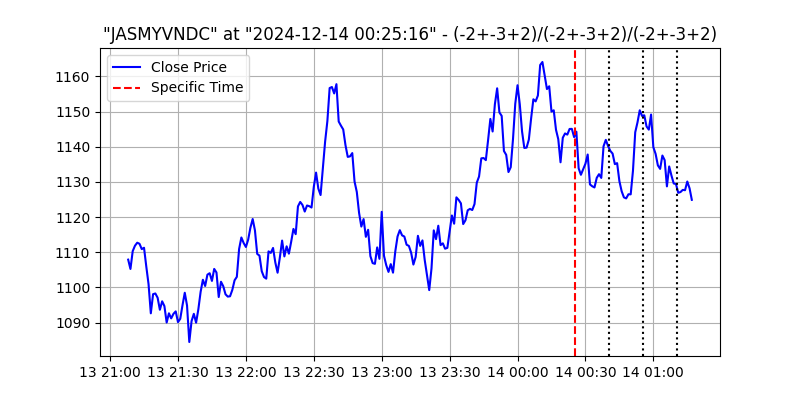 "JASMYVNDC" at "2024-12-14 00:25:16" - (-2+-3+2)/(-2+-3+2)/(-2+-3+2)
Close Price
Specific Time
1160
1150
1140
1130
1120
1110
1100
1090
13 21:00 13 21:30 13 22:00 13 22:30 13 23:00 13 23:30 14 00:00 14 00:30 14 01:00